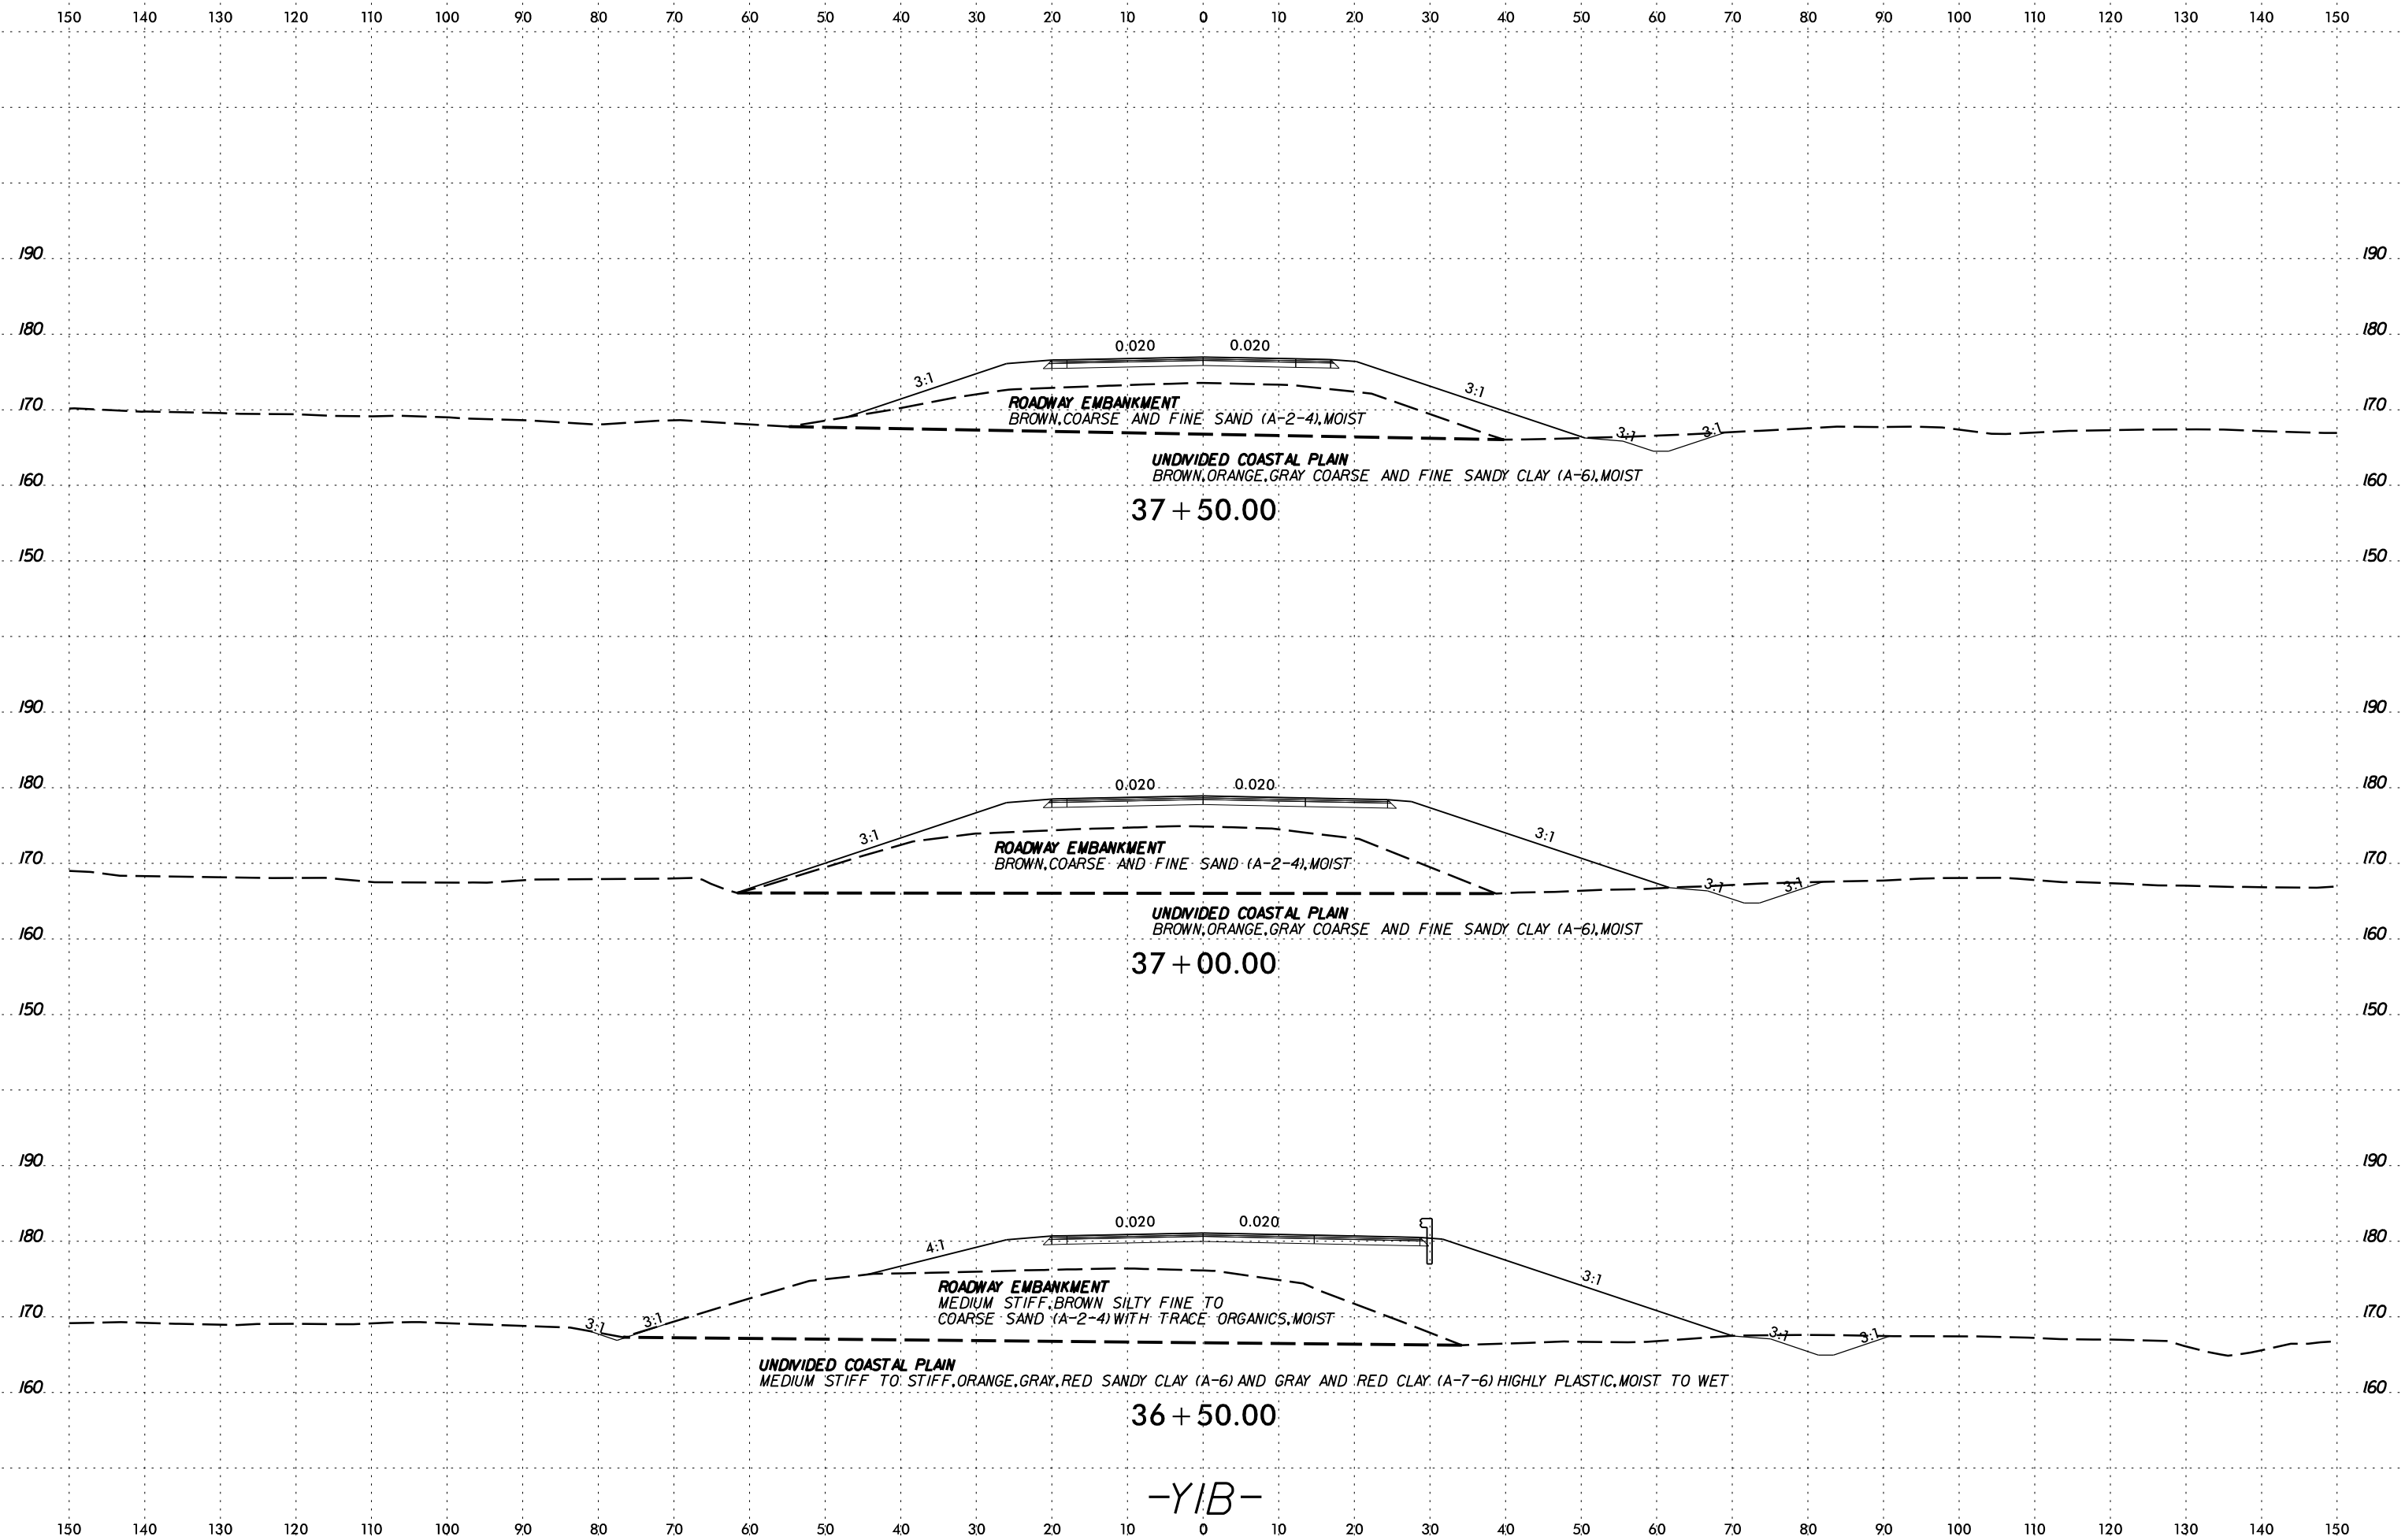 150 140 130 120 110 100 90 80 70 60 50 40 30 20 10 0 10 20 30 40 50 60 70 80 90 100 110 120 130 140 150
190 190
180 180
0.020 0.020
3:1 3:1
170 170
ROADWAY EMBANKMENT
BROWN, COARSE AND FINE SAND (A-2-4), MOIST
3:1 3:1
UNDIVIDED COASTAL PLAIN
BROWN, ORANGE, GRAY COARSE AND FINE SANDY CLAY (A-6), MOIST
160 160
37+50.00
150 150
190 190
180 180
0.020 0.020
3:1 3:1
ROADWAY EMBANKMENT
BROWN, COARSE AND FINE SAND (A-2-4), MOIST
170 170
3:1 3:1
UNDIVIDED COASTAL PLAIN
BROWN, ORANGE, GRAY COARSE AND FINE SANDY CLAY (A-6), MOIST
160 160
37+00.00
150 150
190 190
0.020 0.020
180 180
4:1 3:1
ROADWAY EMBANKMENT
MEDIUM STIFF, BROWN SILTY FINE TO
COARSE SAND (A-2-4) WITH TRACE ORGANICS, MOIST
170 170
3:1 3:1 3:1 3:1
UNDIVIDED COASTAL PLAIN
MEDIUM STIFF TO STIFF, ORANGE, GRAY, RED SANDY CLAY (A-6) AND GRAY AND RED CLAY (A-7-6) HIGHLY PLASTIC, MOIST TO WET
160 160
36+50.00
-Y1B-
150 140 130 120 110 100 90 80 70 60 50 40 30 20 10 0 10 20 30 40 50 60 70 80 90 100 110 120 130 140 150